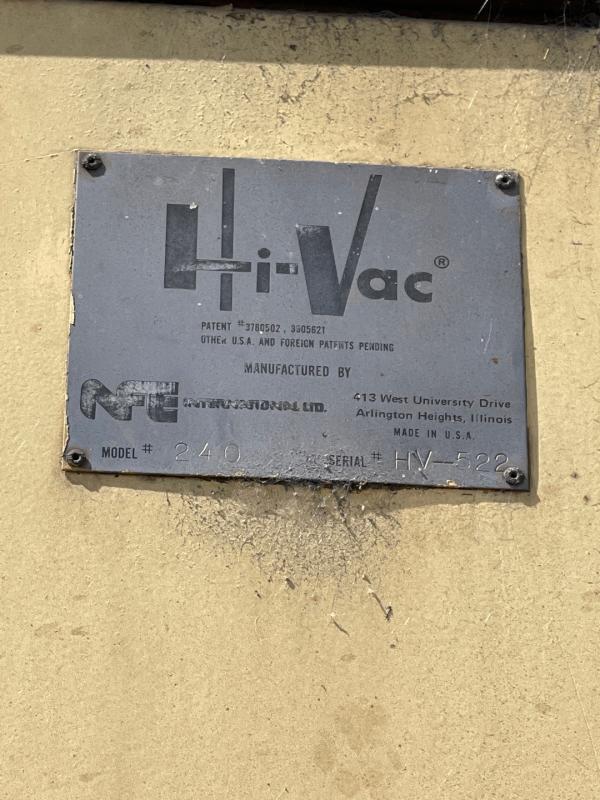 Hi-Vac®
PATENT #3780502, 3905621
OTHER U.S.A. AND FOREIGN PATENTS PENDING
MANUFACTURED BY
NFE INTERNATIONAL LTD.
413 West University Drive
Arlington Heights, Illinois
MADE IN U.S.A.
MODEL # 240
SERIAL # HV-522